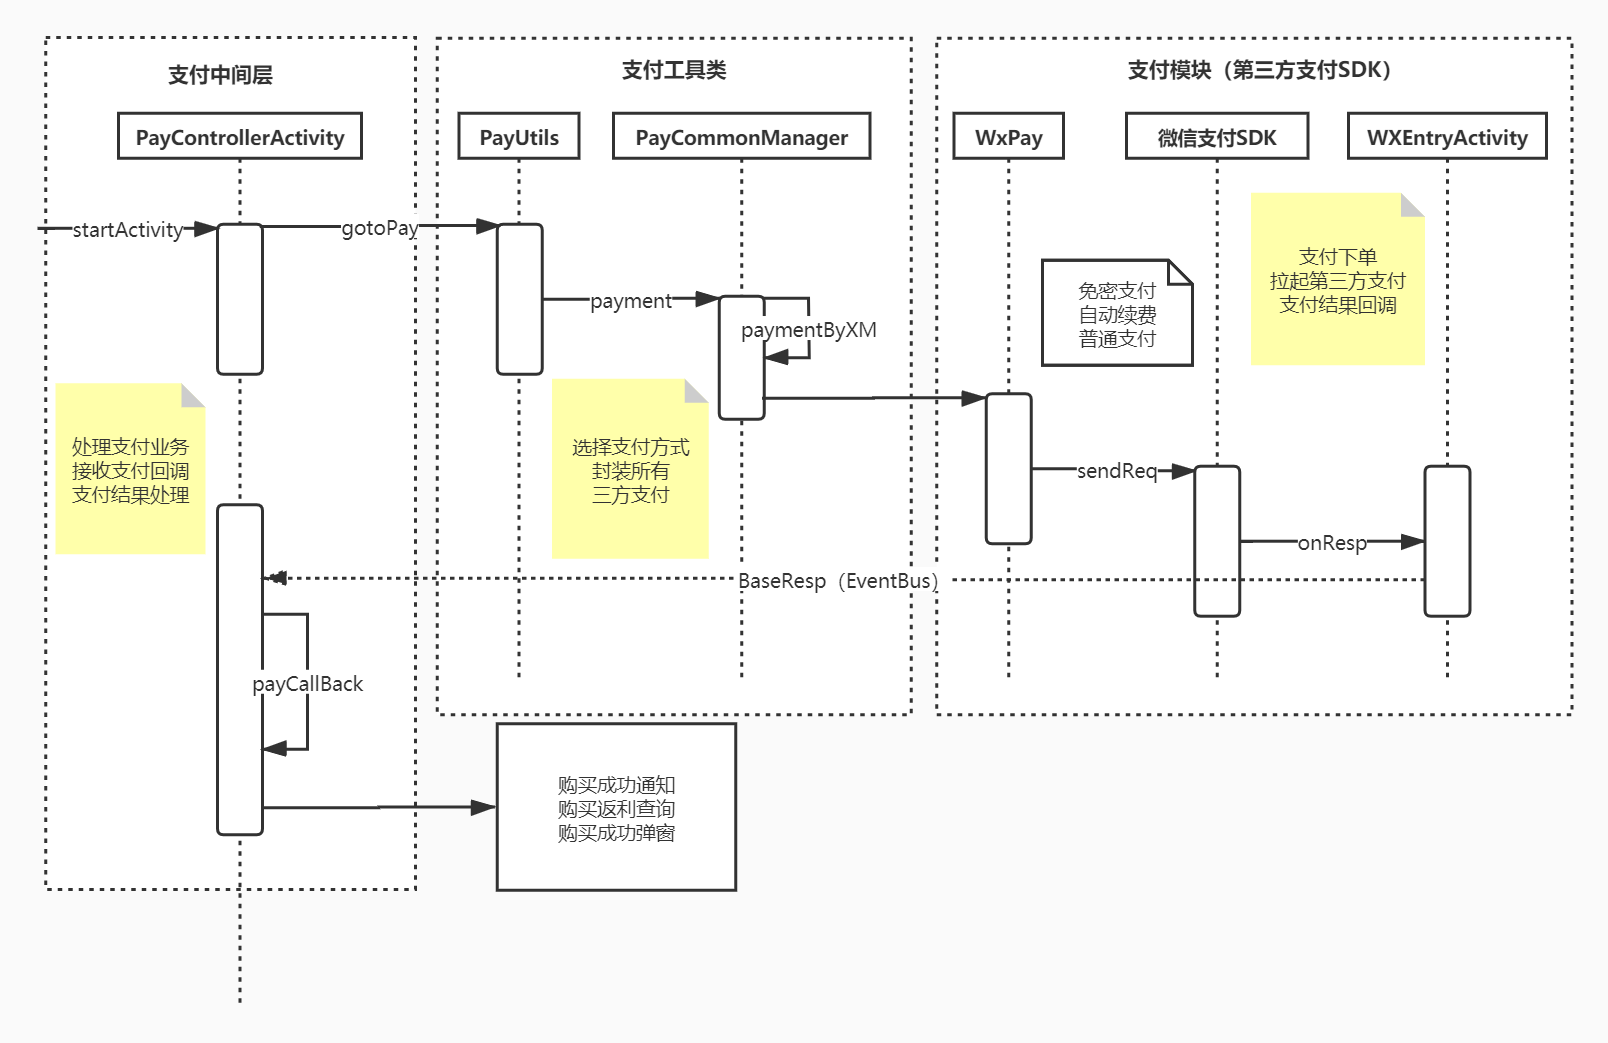 支付中间层
支付工具类
支付模块（第三方支付SDK）
PayControllerActivity
PayUtils
PayCommonManager
WxPay
微信支付SDK
WXEntryActivity
startActivity
gotoPay
支付下单
拉起第三方支付
支付结果回调
免密支付
自动续费
普通支付
payment
paymentByXM
处理支付业务
接收支付回调
支付结果处理
选择支付方式
封装所有
三方支付
sendReq
onResp
BaseResp（EventBus）
payCallBack
购买成功通知
购买返利查询
购买成功弹窗